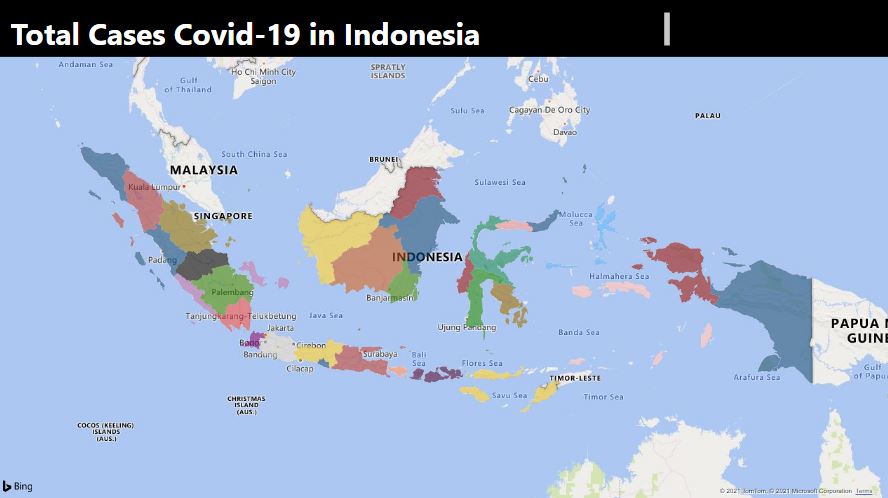 Total Cases Covid-19 in Indonesia
Andaman Sea
Gulf
of Thailand
Ho Chi Minh City
Saigon
SPRATLY
ISLANDS
Cebu
Cagayan De Oro City
Sulu Sea
Davao
PALAU
South China Sea
BRUNEI
MALAYSIA
Kuala Lumpur
Sulawesi Sea
SINGAPORE
Molucca
Sea
Padang
INDONESIA
Halmahera Sea
Palembang
Banjarmasin
Tanjungkarang-Telukbetung
Java Sea
Jakarta
Ujung Pandang
Banda Sea
PAPUA N
GUINE
Bogo
Cirebon
Bandung
Surabaya
Bali
Sea
Flores Sea
Cilacap
TIMOR-LESTE
Arafura Sea
Gulf
of Papu
Savu Sea
Timor Sea
CHRISTMAS
ISLAND
(AUS.)
COCOS (KEELING)
ISLANDS
(AUS.)
Bing
© 2021 TomTom, © 2021 Microsoft Corporation Terms